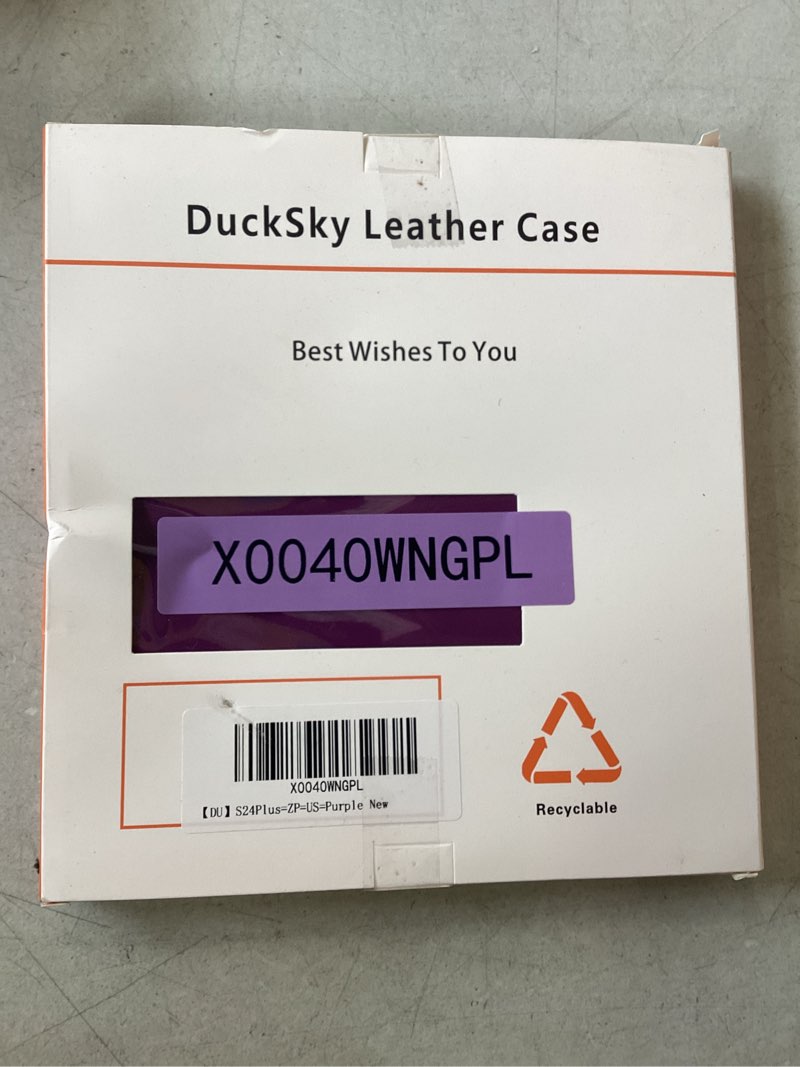 DuckSky Leather Case
Best Wishes To You
X0040WNGPL
X0040WNGPL
【DU】S24Plus=ZP=US=Purple New
Recyclable